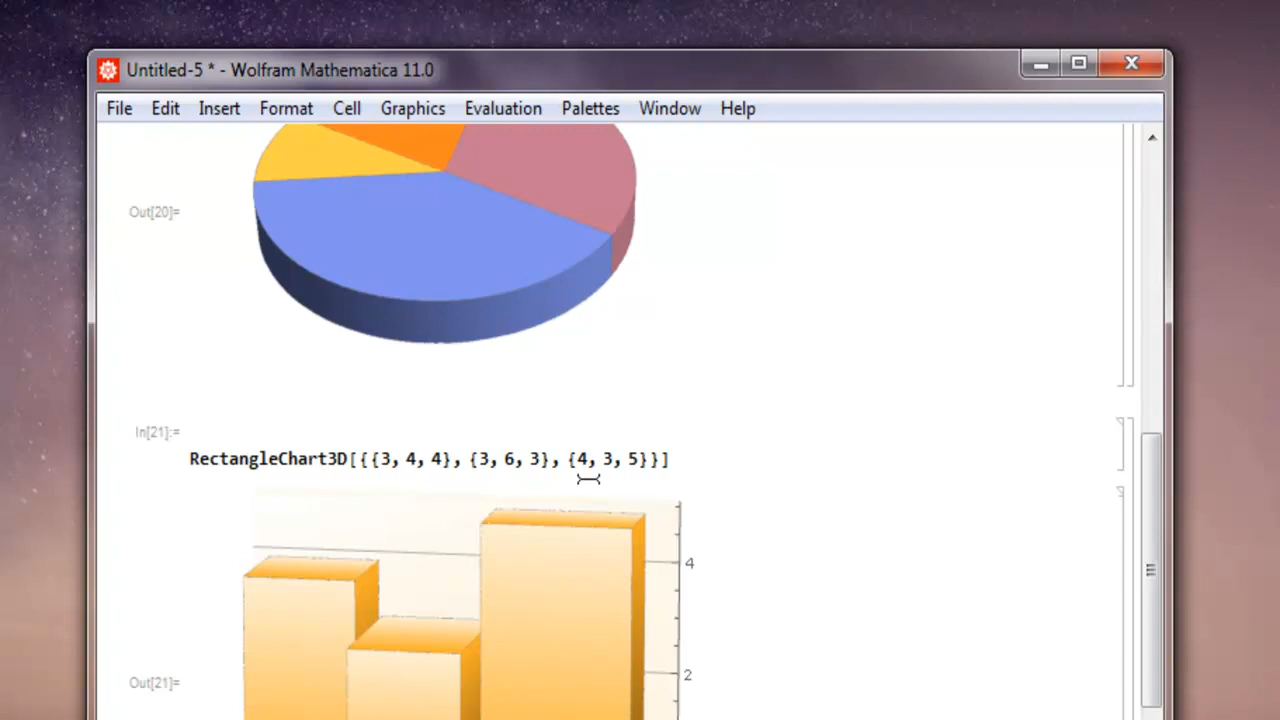 Untitled-5 * - Wolfram Mathematica 11.0
File Edit Insert Format Cell Graphics Evaluation Palettes Window Help
Out[20]=
In[21]:=
RectangleChart3D[{{{3, 4, 4}, {3, 6, 3}, {4, 3, 5}}}]
4
2
Out[21]=